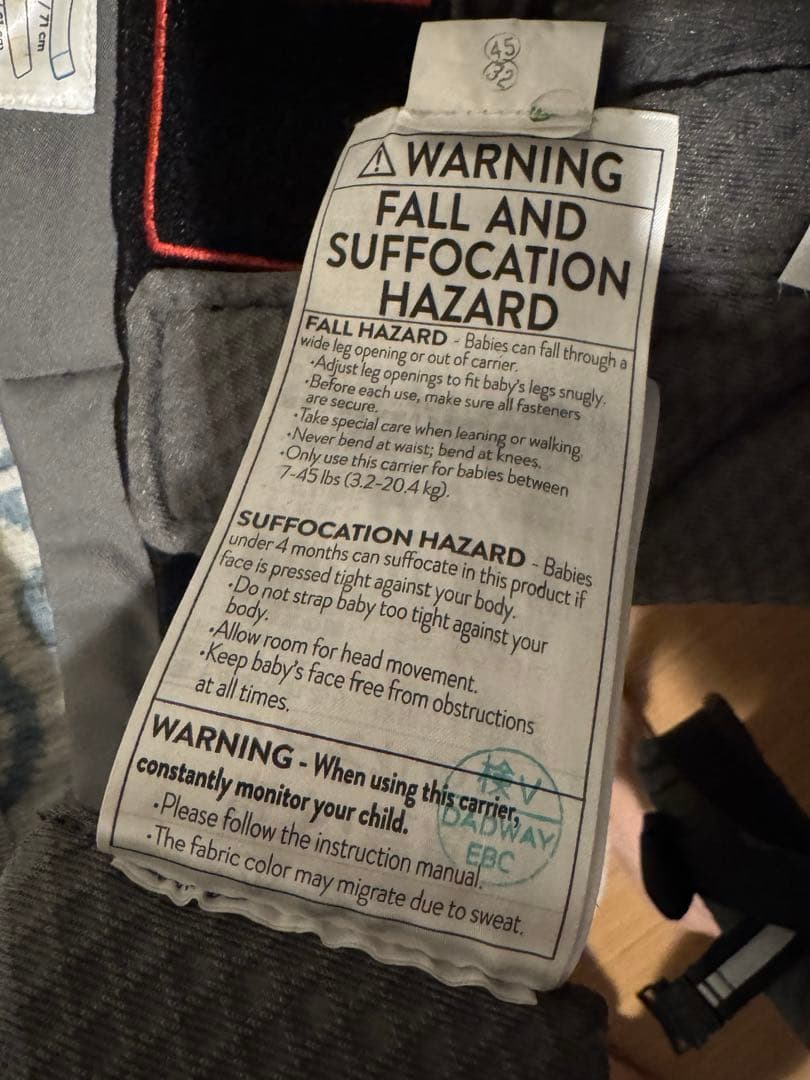 71 cm
45
32
WARNING
FALL AND
SUFFOCATION
HAZARD
FALL HAZARD - Babies can fall through a
wide leg opening or out of carrier.
•Adjust leg openings to fit baby's legs snugly.
•Before each use, make sure all fasteners
are secure.
•Take special care when leaning or walking.
•Never bend at waist; bend at knees.
•Only use this carrier for babies between
7-45 lbs (3.2-20.4 kg).
SUFFOCATION HAZARD - Babies
under 4 months can suffocate in this product if
face is pressed tight against your body.
•Do not strap baby too tight against your
body.
•Allow room for head movement.
•Keep baby's face free from obstructions
at all times.
WARNING - When using this carrier,
constantly monitor your child.
•Please follow the instruction manual.
•The fabric color may migrate due to sweat.
検V
DADWAY
EBC